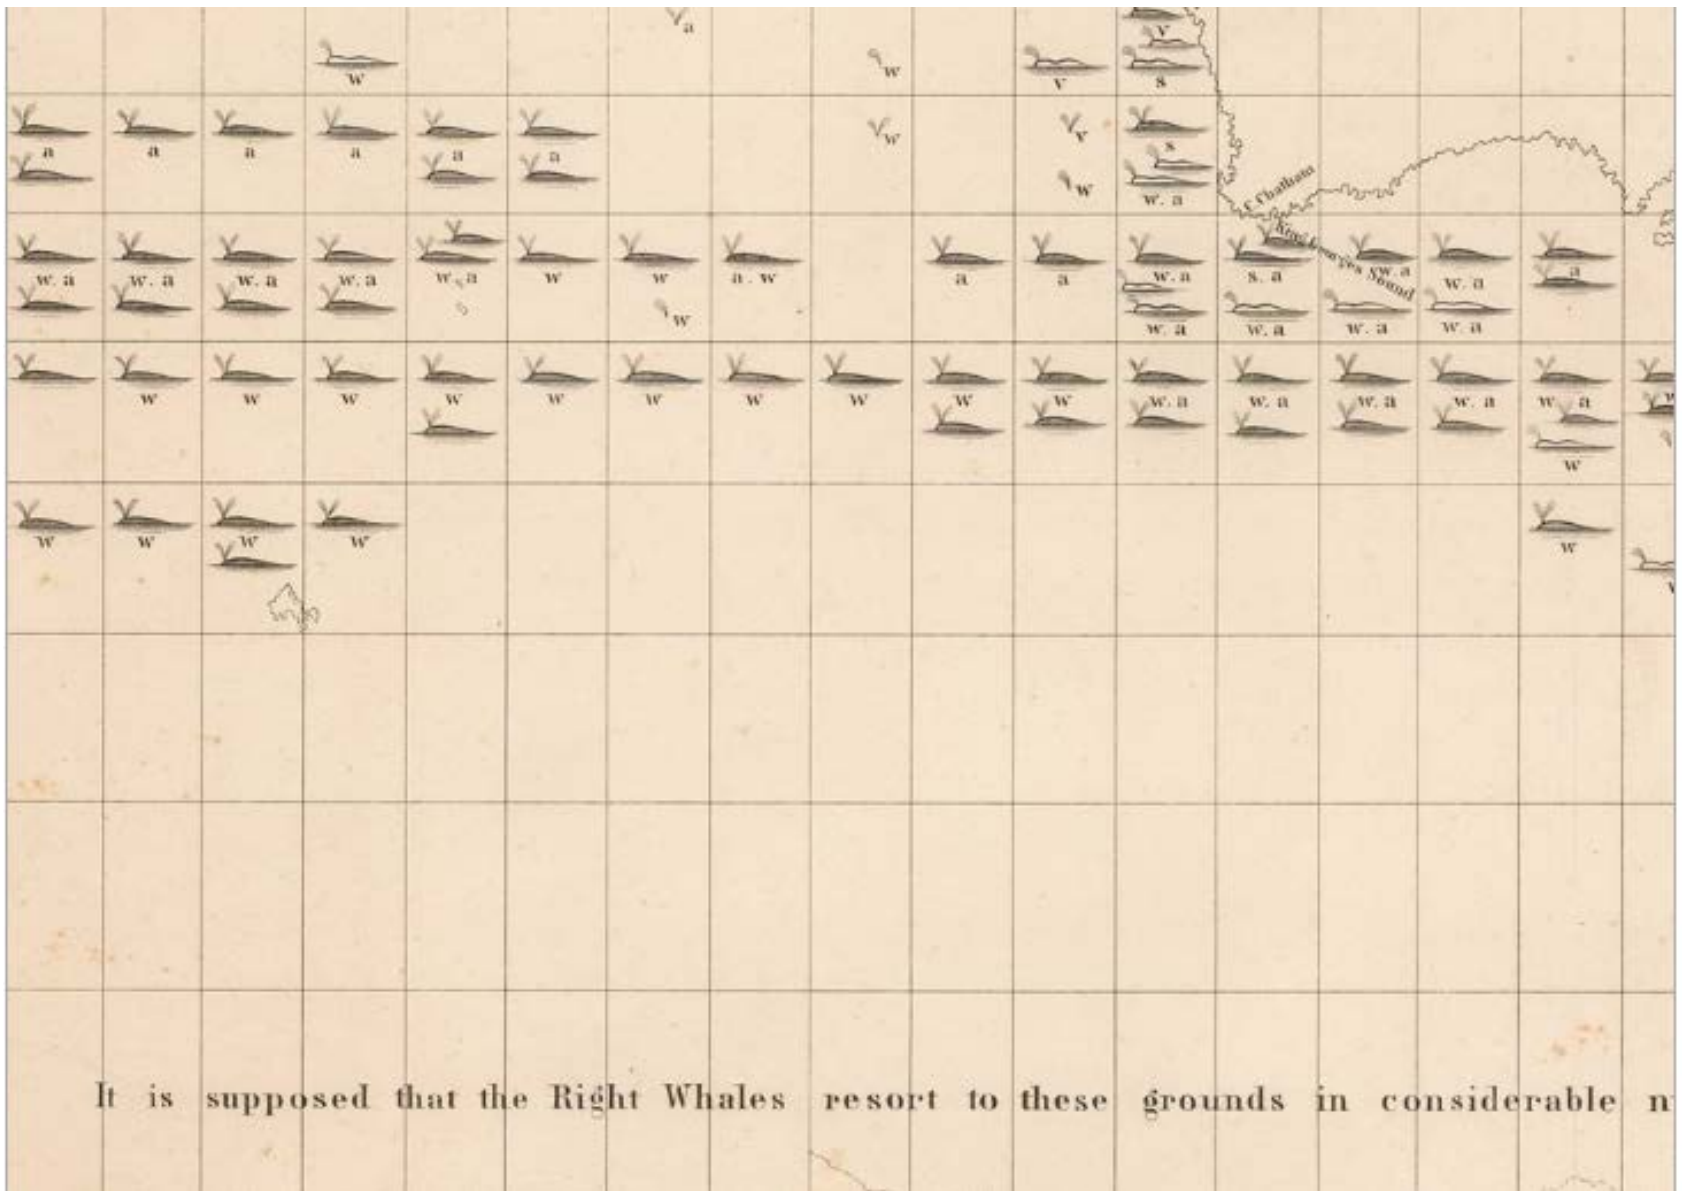 a
w w v v
s
a a a a a a w v s
w w. a
C Chatham
King Georges Sound
w. a w. a w. a w. a w. a w w a . w a a w. a s. a w. a w. a a
w w. a w. a w. a w. a
w w w w w w w w w w w. a w. a w. a w. a w. a
w
w w w w w
It is supposed that the Right Whales resort to these grounds in considerable n